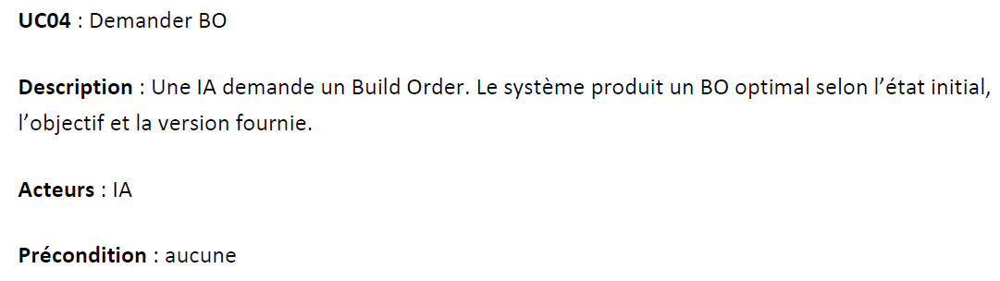 UC04 : Demander BO
Description : Une IA demande un Build Order. Le système produit un BO optimal selon l’état initial,
l’objectif et la version fournie.
Acteurs : IA
Précondition : aucune